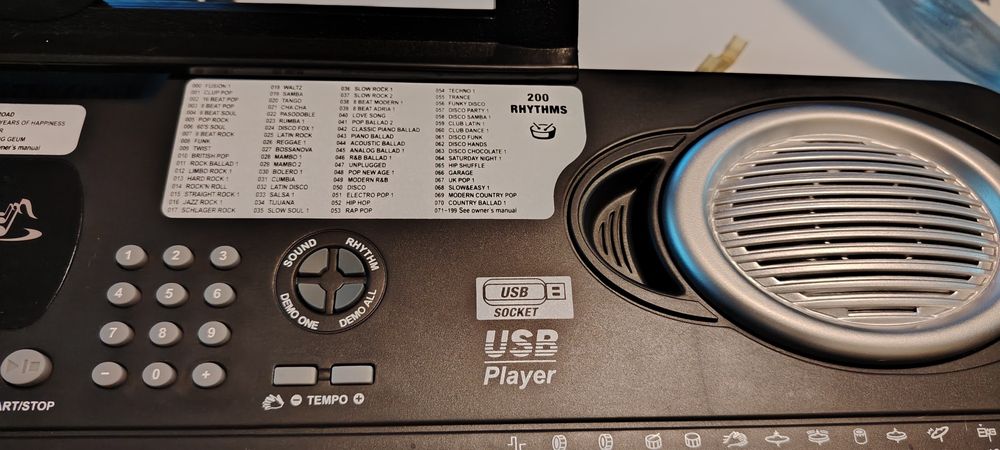 OAD
YEARS OF HAPPINESS
R
NG GEUM
wner's manual
000 FUSION 1
001 CLUP POP
002 16 BEAT POP
003 8 BEAT POP
004 8 BEAT SOUL
005 POP ROCK
006 60'S SOUL
007 8 BEAT ROCK
008 FUNK
009 TWIST
010 BRITISH POP
011 ROCK BALLAD 1
012 LIMBO ROCK 1
013 HARD ROCK 1
014 ROCK'N ROLL
015 STRAIGHT ROCK 1
016 JAZZ ROCK 1
017 SCHLAGER ROCK
018 WALTZ
019 SAMBA
020 TANGO
021 CHA CHA
022 PASODOBLE
023 RUMBA 1
024 DISCO FOX 1
025 LATIN ROCK
026 REGGAE 1
027 BOSSANOVA
028 MAMBO 1
029 MAMBO 2
030 BOLERO 1
031 CUMBIA
032 LATIN DISCO
033 SALSA 1
034 TIJUANA
035 SLOW SOUL 1
036 SLOW ROCK 1
037 SLOW ROCK 2
038 8 BEAT MODERN 1
039 8 BEAT ADRIA 1
040 LOVE SONG
041 POP BALLAD 2
042 CLASSIC PIANO BALLAD
043 PIANO BALLAD
044 ACOUSTIC BALLAD
045 ANALOG BALLAD 1
046 R&B BALLAD 1
047 UNPLUGGED
048 POP NEW AGE 1
049 MODERN R&B
050 DISCO
051 ELECTRO POP 1
052 HIP HOP
053 RAP POP
054 TECHNO 1
055 TRANCE
056 FUNKY DISCO
057 DISCO PARTY 1
058 DISCO SAMBA 1
059 CLUB LATIN 1
060 CLUB DANCE 1
061 DISCO FUNK
062 DISCO HANDS
063 DISCO CHOCOLATE 1
064 SATURDAY NIGHT 1
065 HIP SHUFFLE
066 GARAGE
067 UK POP 1
068 SLOW&EASY 1
069 MODERN COUNTRY POP
070 COUNTRY BALLAD 1
071-199 See owner's manual
200
RHYTHMS
1 2 3
4 5 6
7 8 9
− 0 +
SOUND
RHYTHM
DEMO ONE
DEMO ALL
ART/STOP
TEMPO
USB
SOCKET
USB
Player